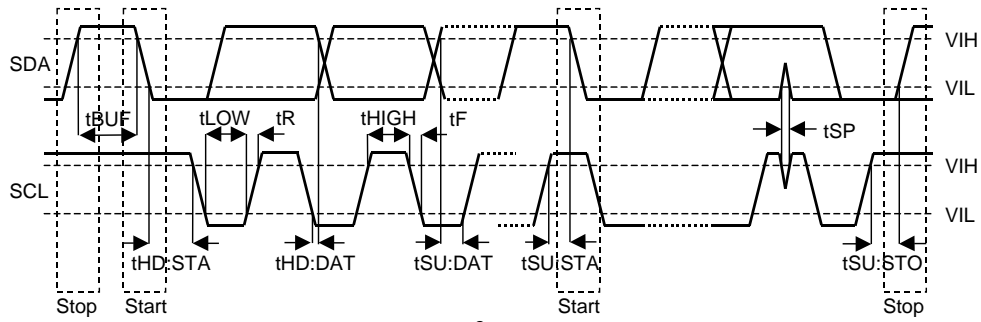 VIH
SDA
VIL
tBUF tLOW tR tHIGH tF tSP
VIH
SCL
VIL
tHD:STA tHD:DAT tSU:DAT tSU:STA tSU:STO
Stop Start Start Stop